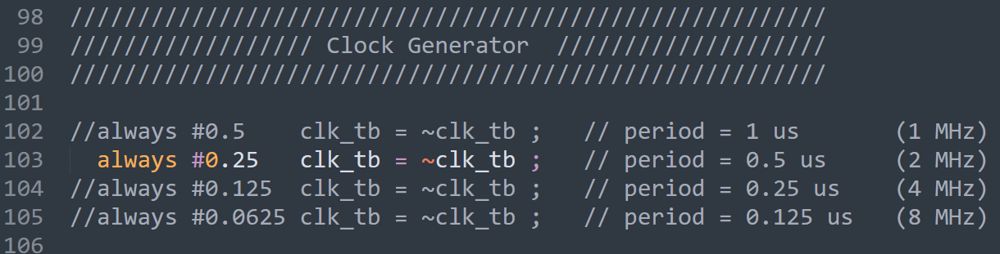 98 ////////////////////////////////////////////////////////
99 ////////////////// Clock Generator  ////////////////////
100 ////////////////////////////////////////////////////////
101
102 //always #0.5    clk_tb = ~clk_tb ;   // period = 1 us       (1 MHz)
103   always #0.25   clk_tb = ~clk_tb ;   // period = 0.5 us     (2 MHz)
104 //always #0.125  clk_tb = ~clk_tb ;   // period = 0.25 us    (4 MHz)
105 //always #0.0625 clk_tb = ~clk_tb ;   // period = 0.125 us   (8 MHz)
106